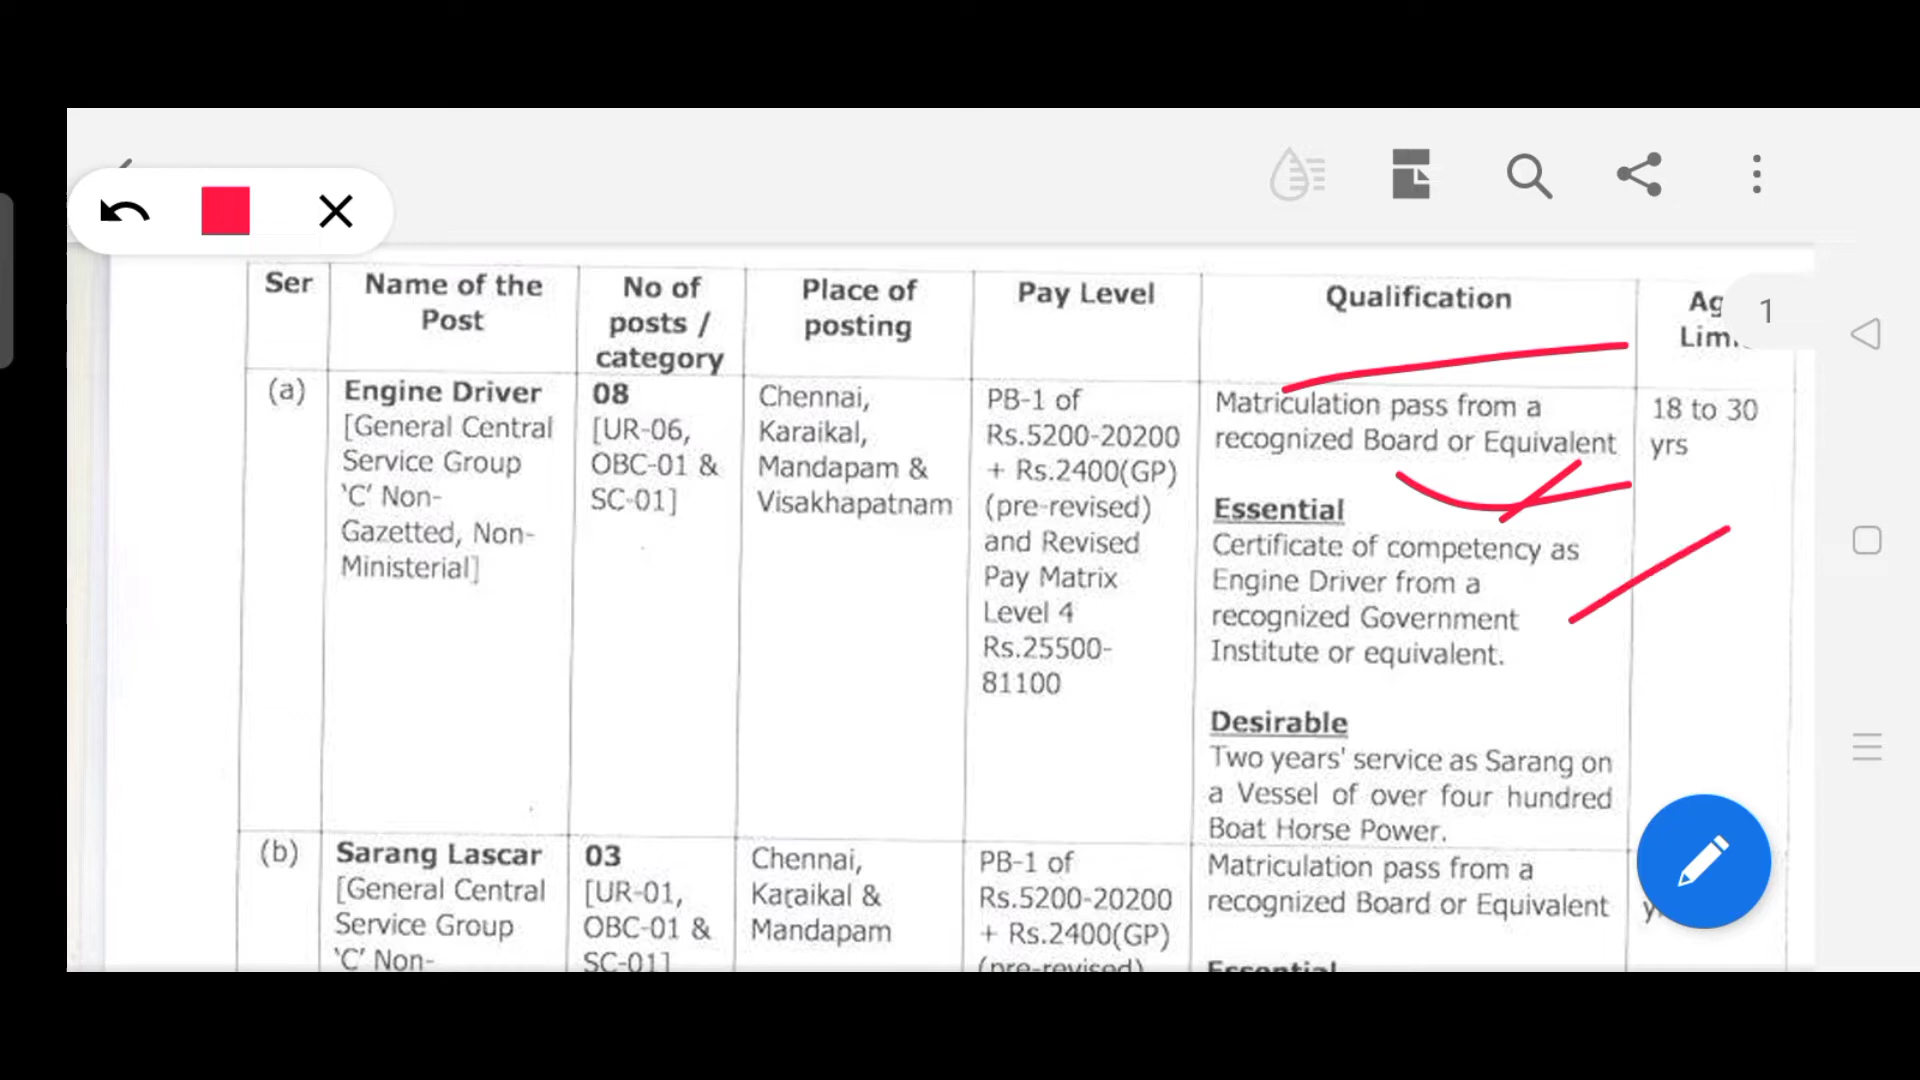 1
Ser
Name of the
Post
No of
posts /
category
Place of
posting
Pay Level
Qualification
(a)
Engine Driver
[General Central
Service Group
‘C’ Non-
Gazetted, Non-
Ministerial]
08
[UR-06,
OBC-01 &
SC-01]
Chennai,
Karaikal,
Mandapam &
Visakhapatnam
PB-1 of
Rs.5200-20200
+ Rs.2400(GP)
(pre-revised)
and Revised
Pay Matrix
Level 4
Rs.25500-
81100
Matriculation pass from a
recognized Board or Equivalent
Essential
Certificate of competency as
Engine Driver from a
recognized Government
Institute or equivalent.
Desirable
Two years' service as Sarang on
a Vessel of over four hundred
Boat Horse Power.
18 to 30
yrs
(b)
Sarang Lascar
[General Central
Service Group
‘C’ Non-
03
[UR-01,
OBC-01 &
SC-01]
Chennai,
Karaikal &
Mandapam
PB-1 of
Rs.5200-20200
+ Rs.2400(GP)
(pre-revised)
Matriculation pass from a
recognized Board or Equivalent
Essential